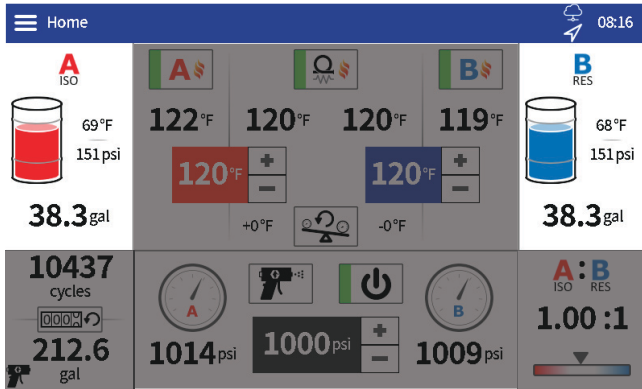 Home
08:16
A
ISO
69°F
151 psi
38.3 gal
A
B
122°F
120°F
120°F
119°F
120°F
+
−
120°F
+
−
+0°F
-0°F
B
RES
68°F
151 psi
38.3 gal
10437
cycles
212.6
gal
A
1014 psi
1000 psi
+
−
B
1009 psi
A:B
ISO RES
1.00 :1